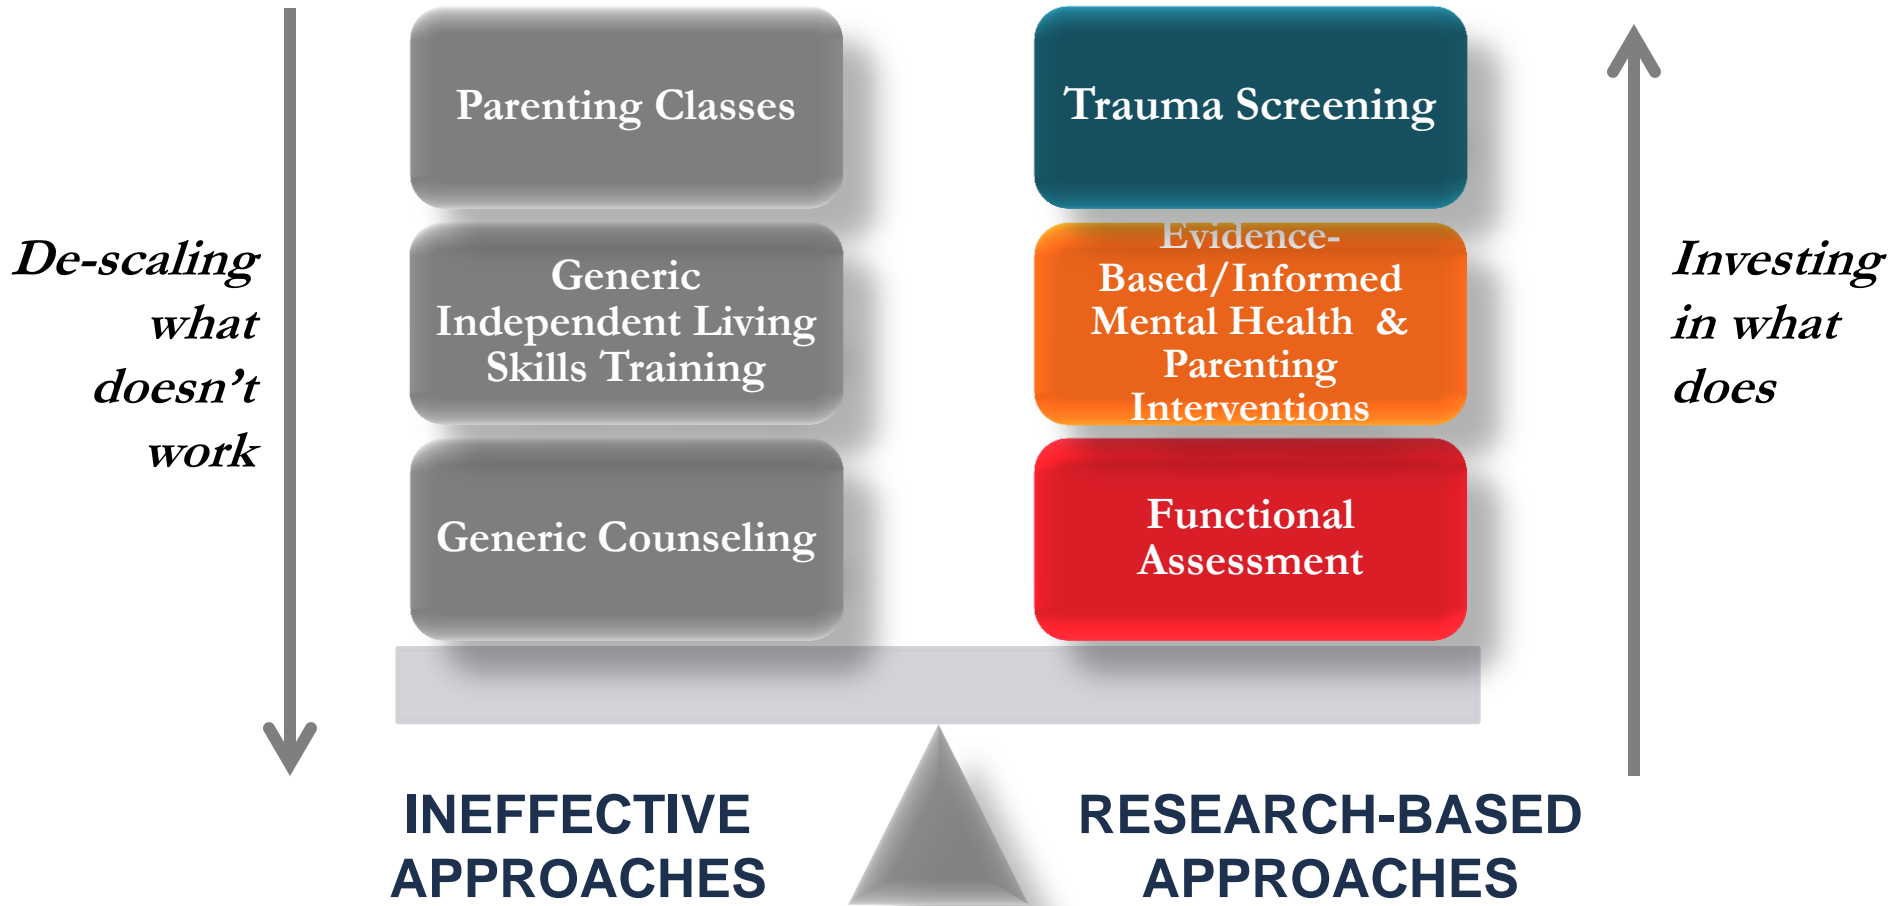 De-scaling
what
doesn’t
work
Parenting Classes
Generic
Independent Living
Skills Training
Generic Counseling
INEFFECTIVE
APPROACHES
Trauma Screening
Evidence-
Based/Informed
Mental Health &
Parenting
Interventions
Functional
Assessment
RESEARCH-BASED
APPROACHES
Investing
in what
does